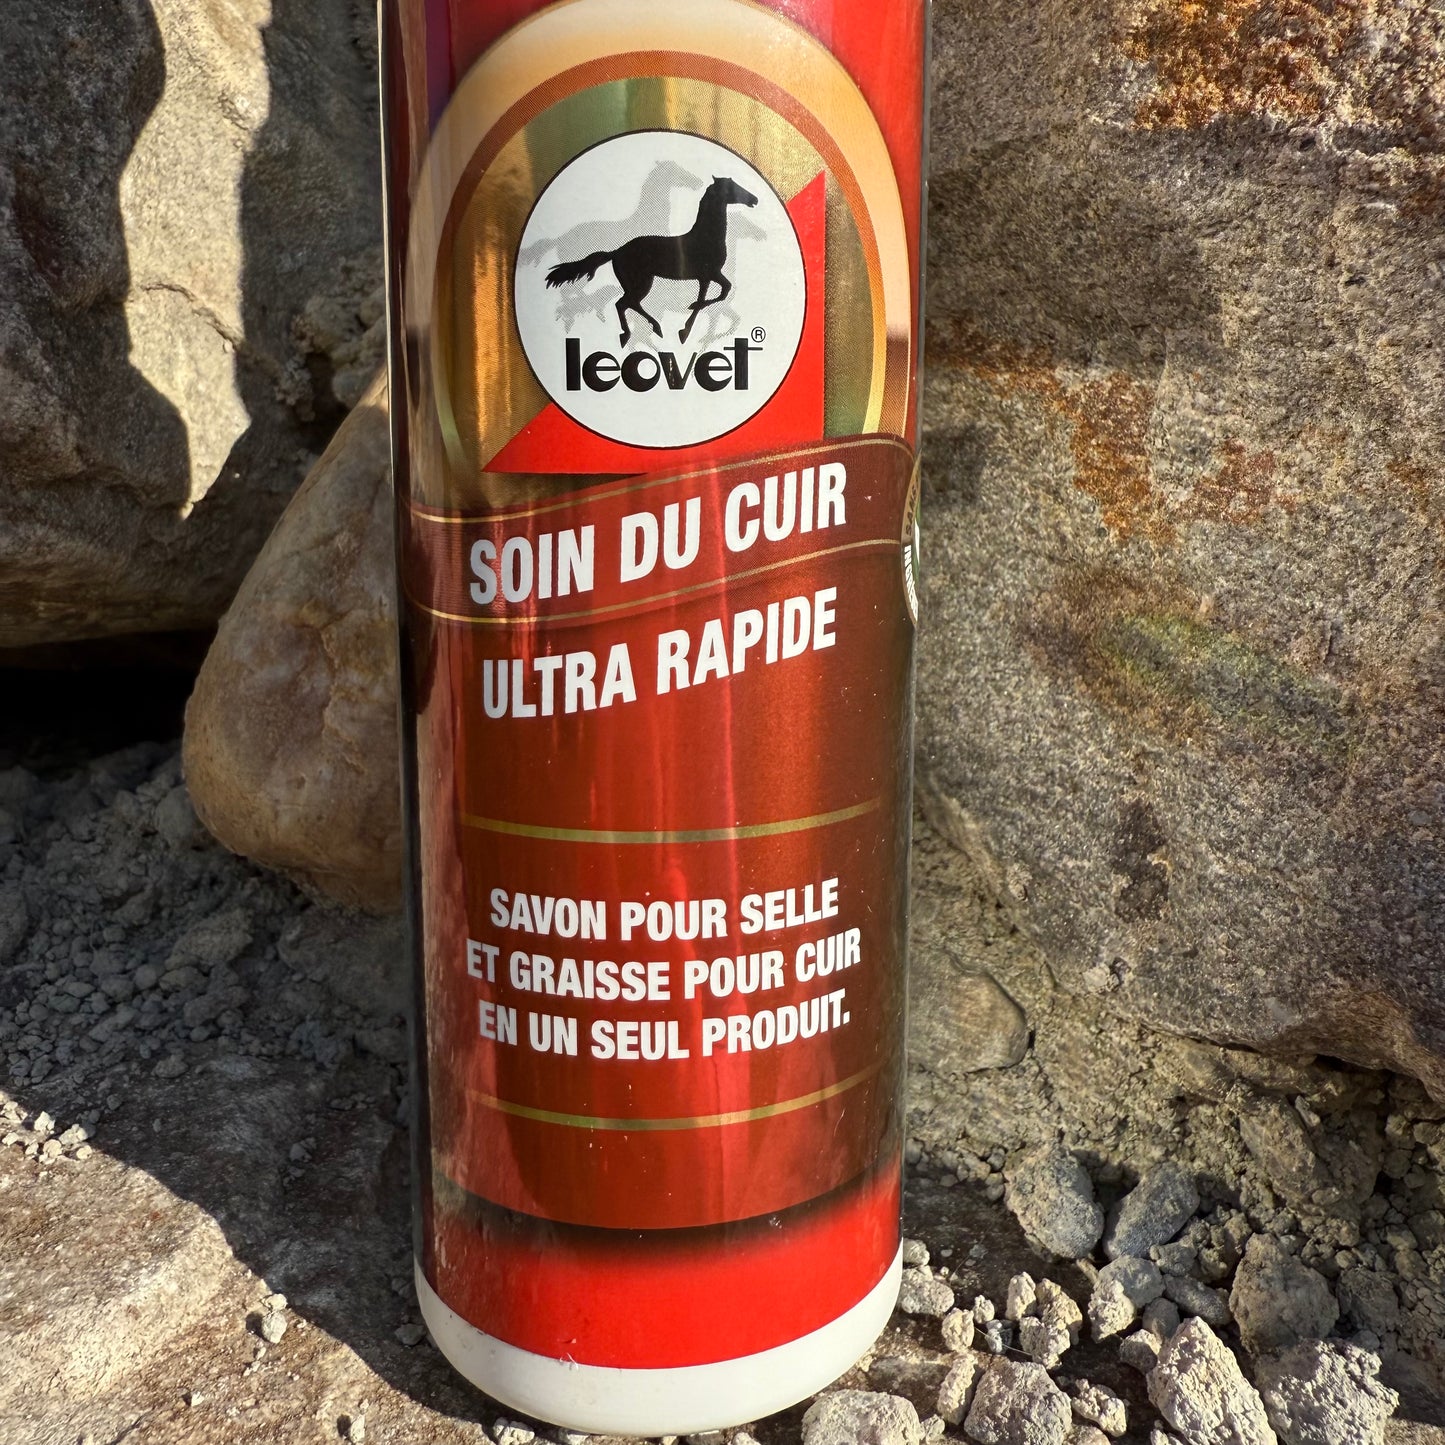 leovet®
SOIN DU CUIR
ULTRA RAPIDE
SAVON POUR SELLE
ET GRAISSE POUR CUIR
EN UN SEUL PRODUIT.